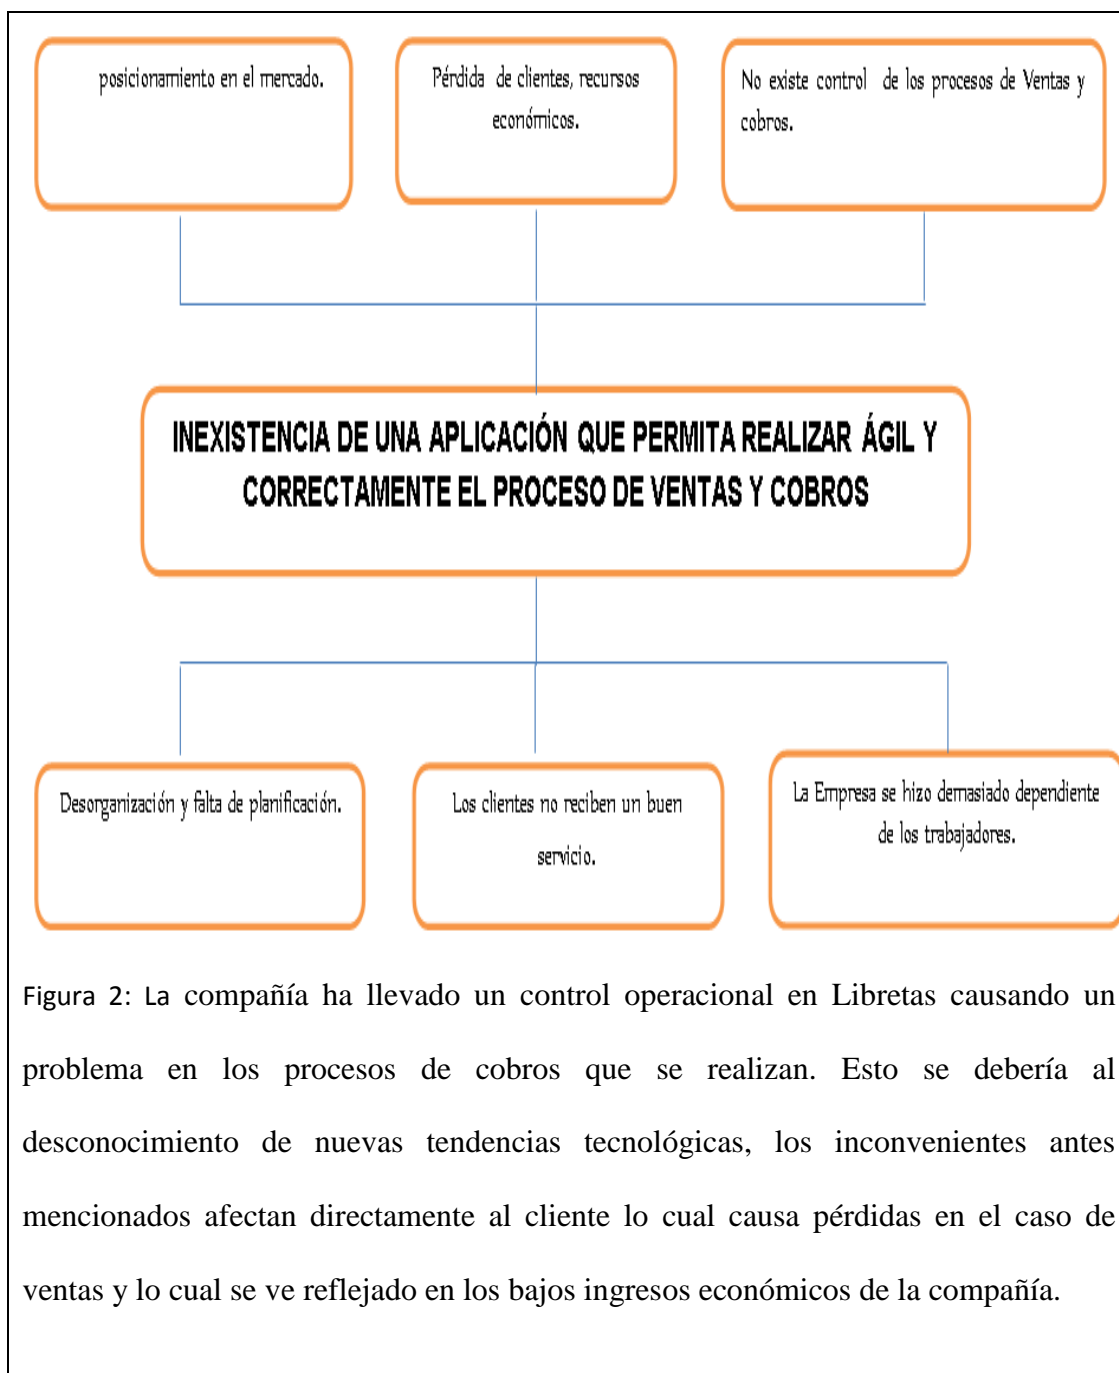 posicionamiento en el mercado.
Pérdida de clientes, recursos
económicos.
No existe control de los procesos de Ventas y
cobros.
INEXISTENCIA DE UNA APLICACIÓN QUE PERMITA REALIZAR ÁGIL Y
CORRECTAMENTE EL PROCESO DE VENTAS Y COBROS
Desorganización y falta de planificación.
Los clientes no reciben un buen
servicio.
La Empresa se hizo demasiado dependiente
de los trabajadores.
Figura 2: La compañía ha llevado un control operacional en Libretas causando un
problema en los procesos de cobros que se realizan. Esto se debería al
desconocimiento de nuevas tendencias tecnológicas, los inconvenientes antes
mencionados afectan directamente al cliente lo cual causa pérdidas en el caso de
ventas y lo cual se ve reflejado en los bajos ingresos económicos de la compañía.